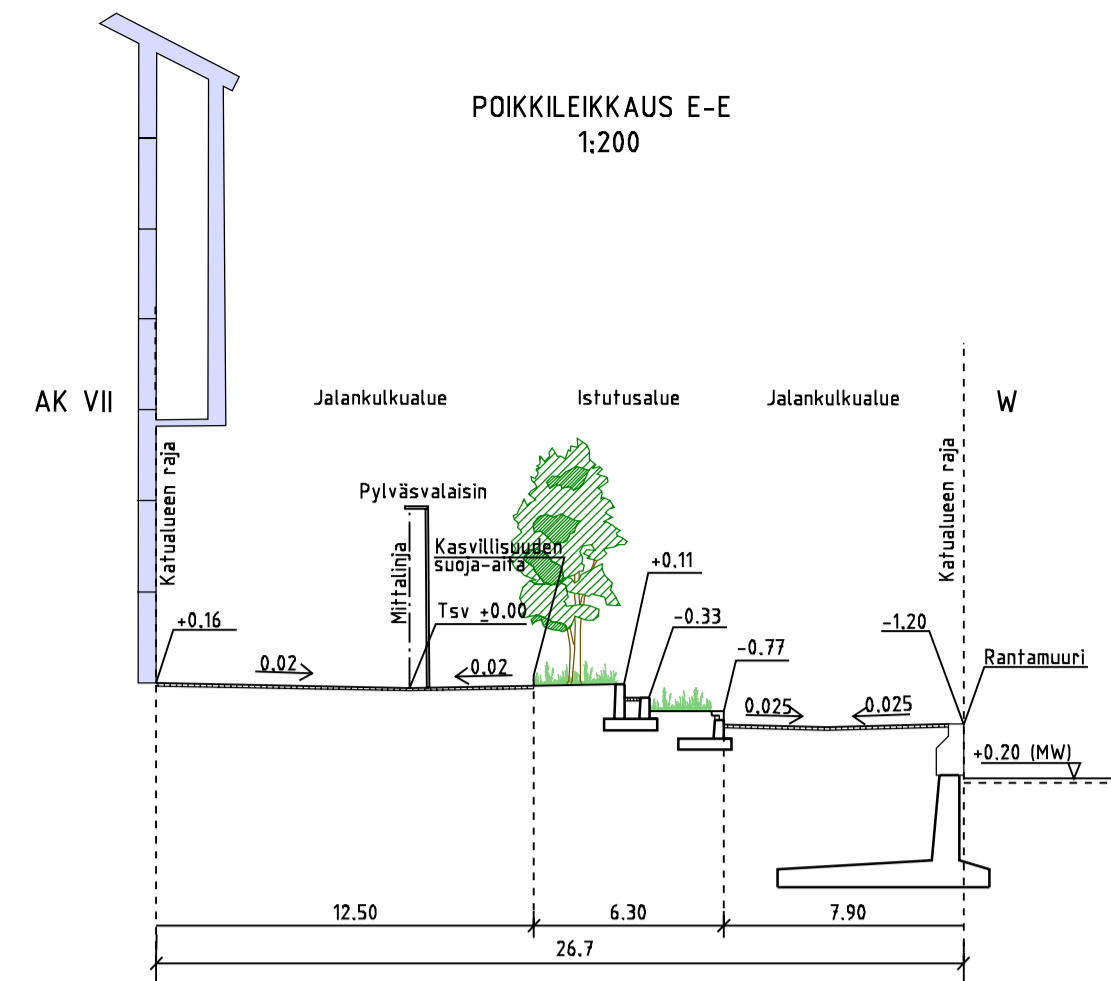 POIKKILEIKKAUS E-E
1:200
AK VII
Jalankulkualue
Istutusalue
Jalankulkualue
W
Katualueen raja
Pylväsvalaisin
Mittalinja
Kasvillisuuden
suoja-aita
Katualueen raja
+0.11
Tsv ±0.00
-0.33
+0.16
-1.20
-0.77
Rantamuuri
0.02
0.02
0.025
0.025
+0.20 (MW)
12.50
6.30
7.90
26.7